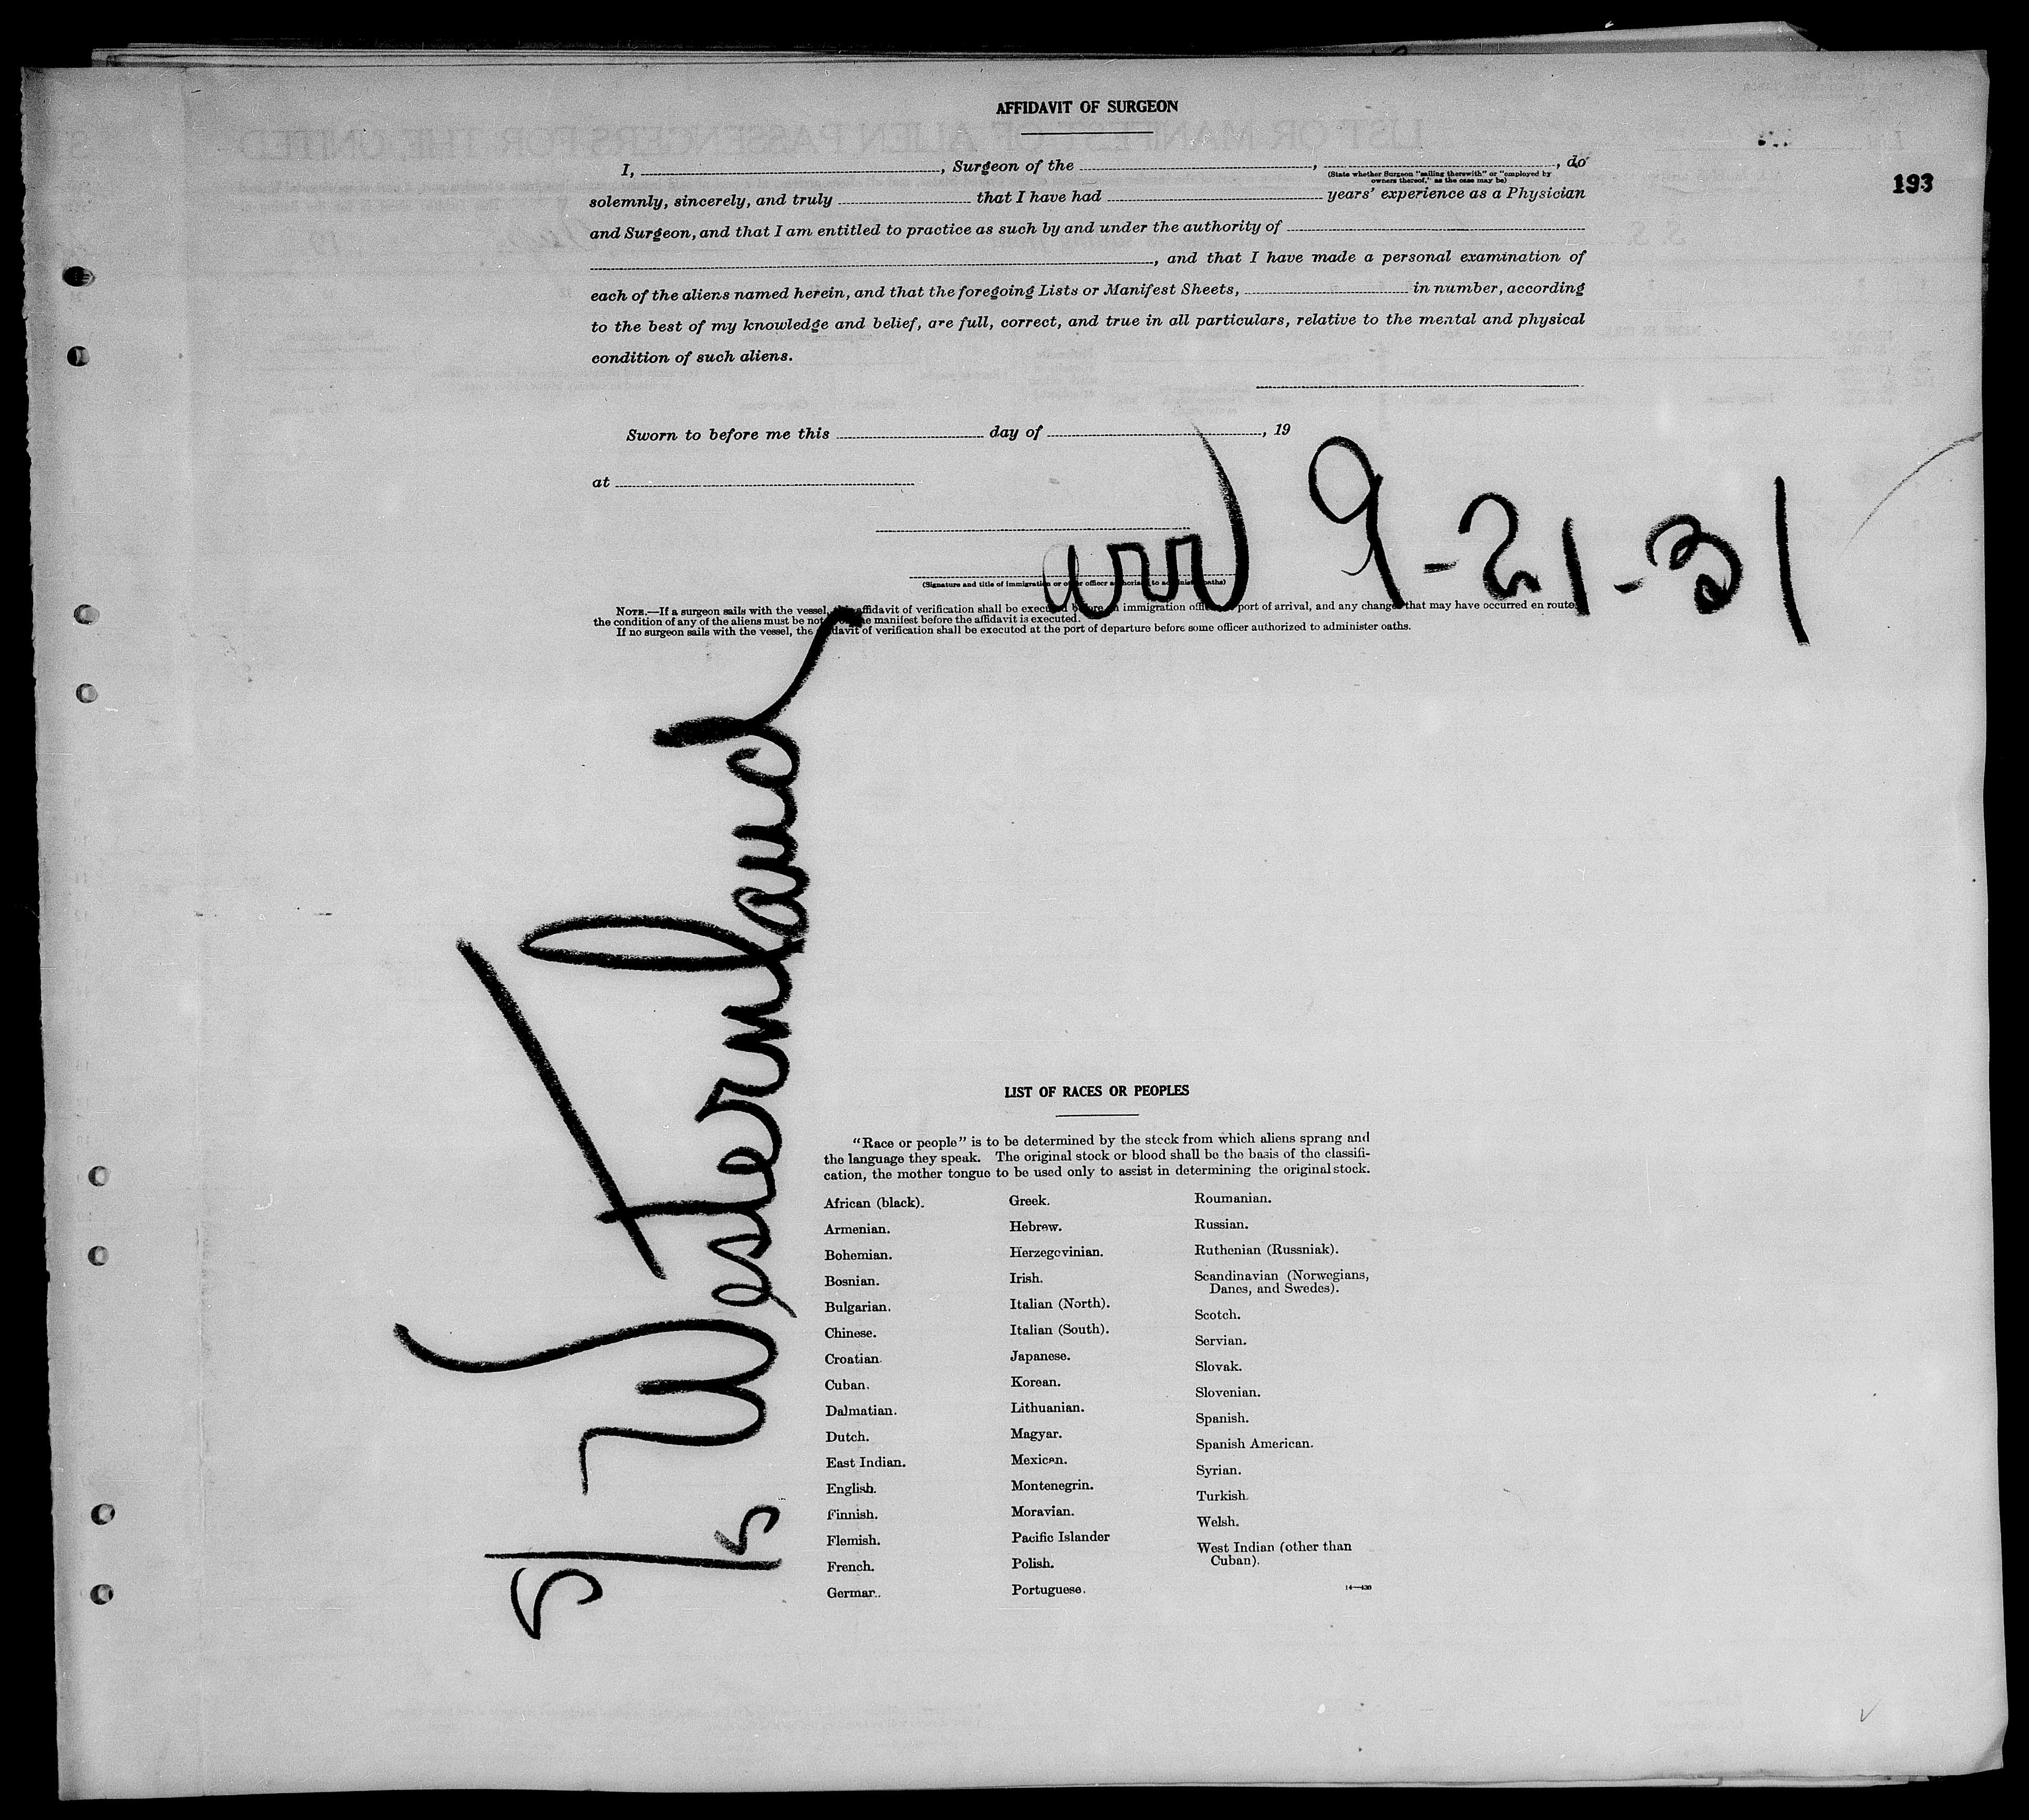 AFFIDAVIT OF SURGEON
193
I, , Surgeon of the , , do
(State whether Surgeon "sailing therewith" or "employed by
owners thereof," as the case may be)
solemnly, sincerely, and truly that I have had years' experience as a Physician
and Surgeon, and that I am entitled to practice as such by and under the authority of
, and that I have made a personal examination of
each of the aliens named herein, and that the foregoing Lists or Manifest Sheets, in number, according
to the best of my knowledge and belief, are full, correct, and true in all particulars, relative to the mental and physical
condition of such aliens.
Sworn to before me this day of , 19
at
arr 9-21-31
(Signature and title of immigration or other officer authorized to administer oaths)
NOTE.—If a surgeon sails with the vessel, this affidavit of verification shall be executed before an immigration officer port of arrival, and any changes that may have occurred en route
the condition of any of the aliens must be noted the manifest before the affidavit is executed.
If no surgeon sails with the vessel, the affidavit of verification shall be executed at the port of departure before some officer authorized to administer oaths.
S/S Westernland
LIST OF RACES OR PEOPLES
"Race or people" is to be determined by the stock from which aliens sprang and
the language they speak. The original stock or blood shall be the basis of the classifi-
cation, the mother tongue to be used only to assist in determining the original stock.
African (black).
Armenian.
Bohemian.
Bosnian.
Bulgarian.
Chinese.
Croatian.
Cuban.
Dalmatian.
Dutch.
East Indian.
English.
Finnish.
Flemish.
French.
German.
Greek.
Hebrew.
Herzegovinian.
Irish.
Italian (North).
Italian (South).
Japanese.
Korean.
Lithuanian.
Magyar.
Mexican.
Montenegrin.
Moravian.
Pacific Islander
Polish.
Portuguese.
Roumanian.
Russian.
Ruthenian (Russniak).
Scandinavian (Norwegians,
Danes, and Swedes).
Scotch.
Servian.
Slovak.
Slovenian.
Spanish.
Spanish American.
Syrian.
Turkish.
Welsh.
West Indian (other than
Cuban).
14—430